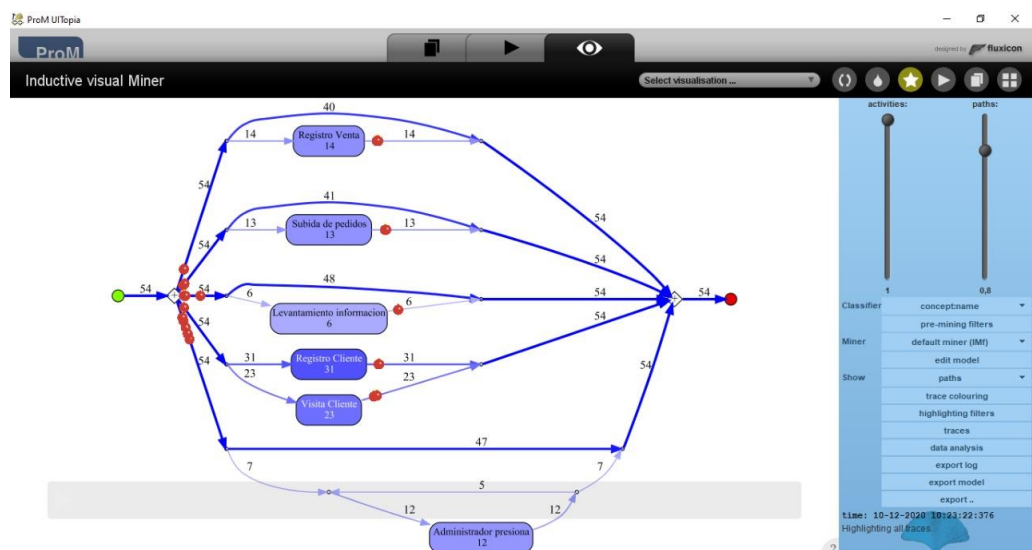 ProM UITopia
ProM
designed by fluxicon
Inductive visual Miner
Select visualisation ...
activities:
paths:
40
14
Registro Venta
14
14
54
54
41
13
Subida de pedidos
13
13
54
54
54
54
48
6
Levantamiento informacion
6
6
54
54
54
31
Registro Cliente
31
31
54
23
Visita Cliente
23
23
54
54
47
7
7
5
12
12
Administrador presiona
12
1
0,8
Classifier
concept:name
pre-mining filters
Miner
default miner (IMf)
edit model
Show
paths
trace colouring
highlighting filters
traces
data analysis
export log
export model
export ..
time: 10-12-2020 10:23:22:376
Highlighting all traces